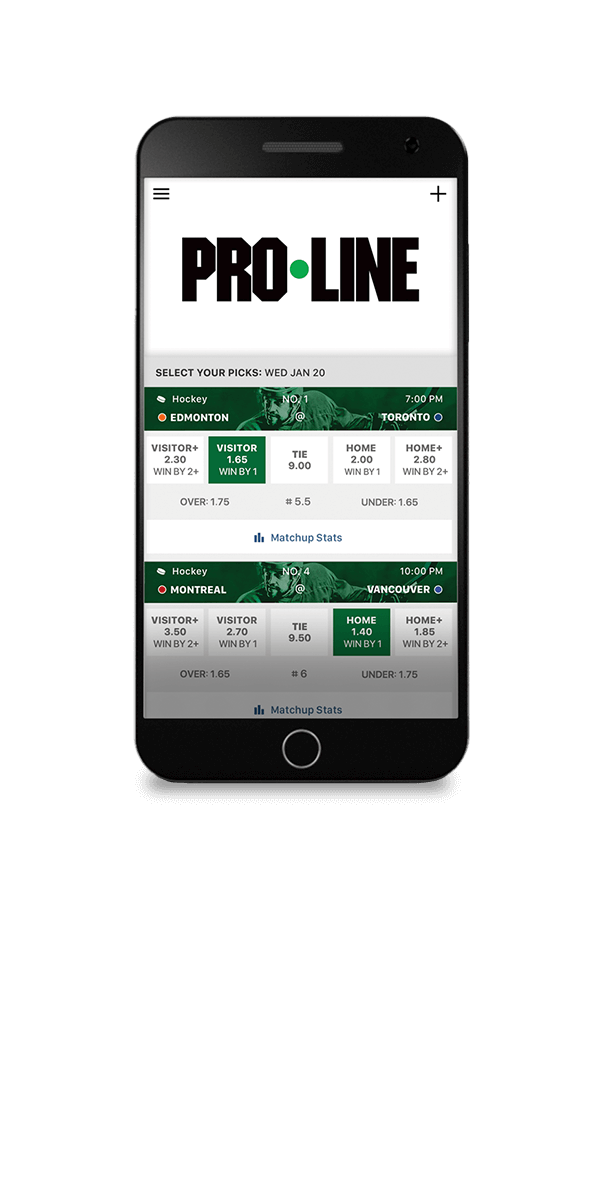 PRO•LINE
SELECT YOUR PICKS: WED JAN 20
Hockey NO. 1 7:00 PM
EDMONTON @ TORONTO
VISITOR+ VISITOR TIE HOME HOME+
2.30 1.65 9.00 2.00 2.80
WIN BY 2+ WIN BY 1 WIN BY 1 WIN BY 2+
OVER: 1.75 # 5.5 UNDER: 1.65
Matchup Stats
Hockey NO. 4 10:00 PM
MONTREAL @ VANCOUVER
VISITOR+ VISITOR TIE HOME HOME+
3.50 2.70 9.50 1.40 1.85
WIN BY 2+ WIN BY 1 WIN BY 1 WIN BY 2+
OVER: 1.65 # 6 UNDER: 1.75
Matchup Stats